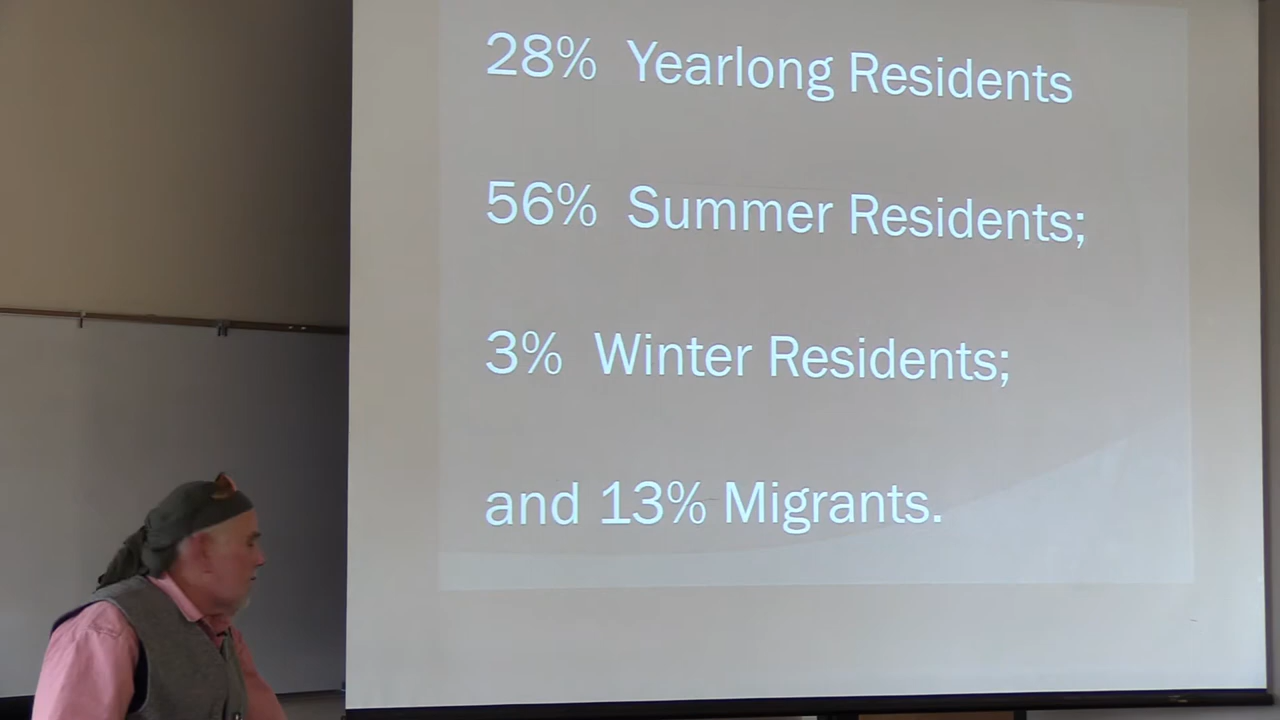 28% Yearlong Residents
56% Summer Residents;
3% Winter Residents;
and 13% Migrants.